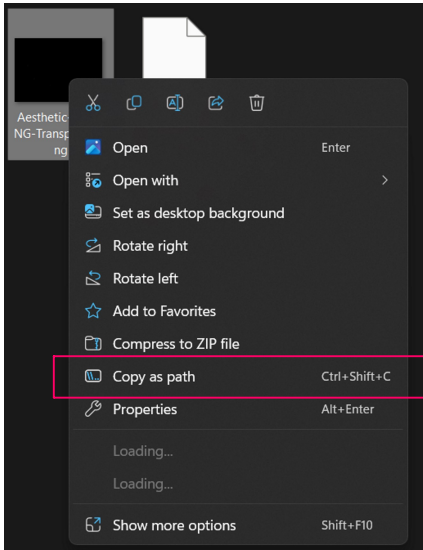 Aesthetic-
NG-Transp
ng
Open Enter
Open with
Set as desktop background
Rotate right
Rotate left
Add to Favorites
Compress to ZIP file
Copy as path Ctrl+Shift+C
Properties Alt+Enter
Loading...
Loading...
Show more options Shift+F10